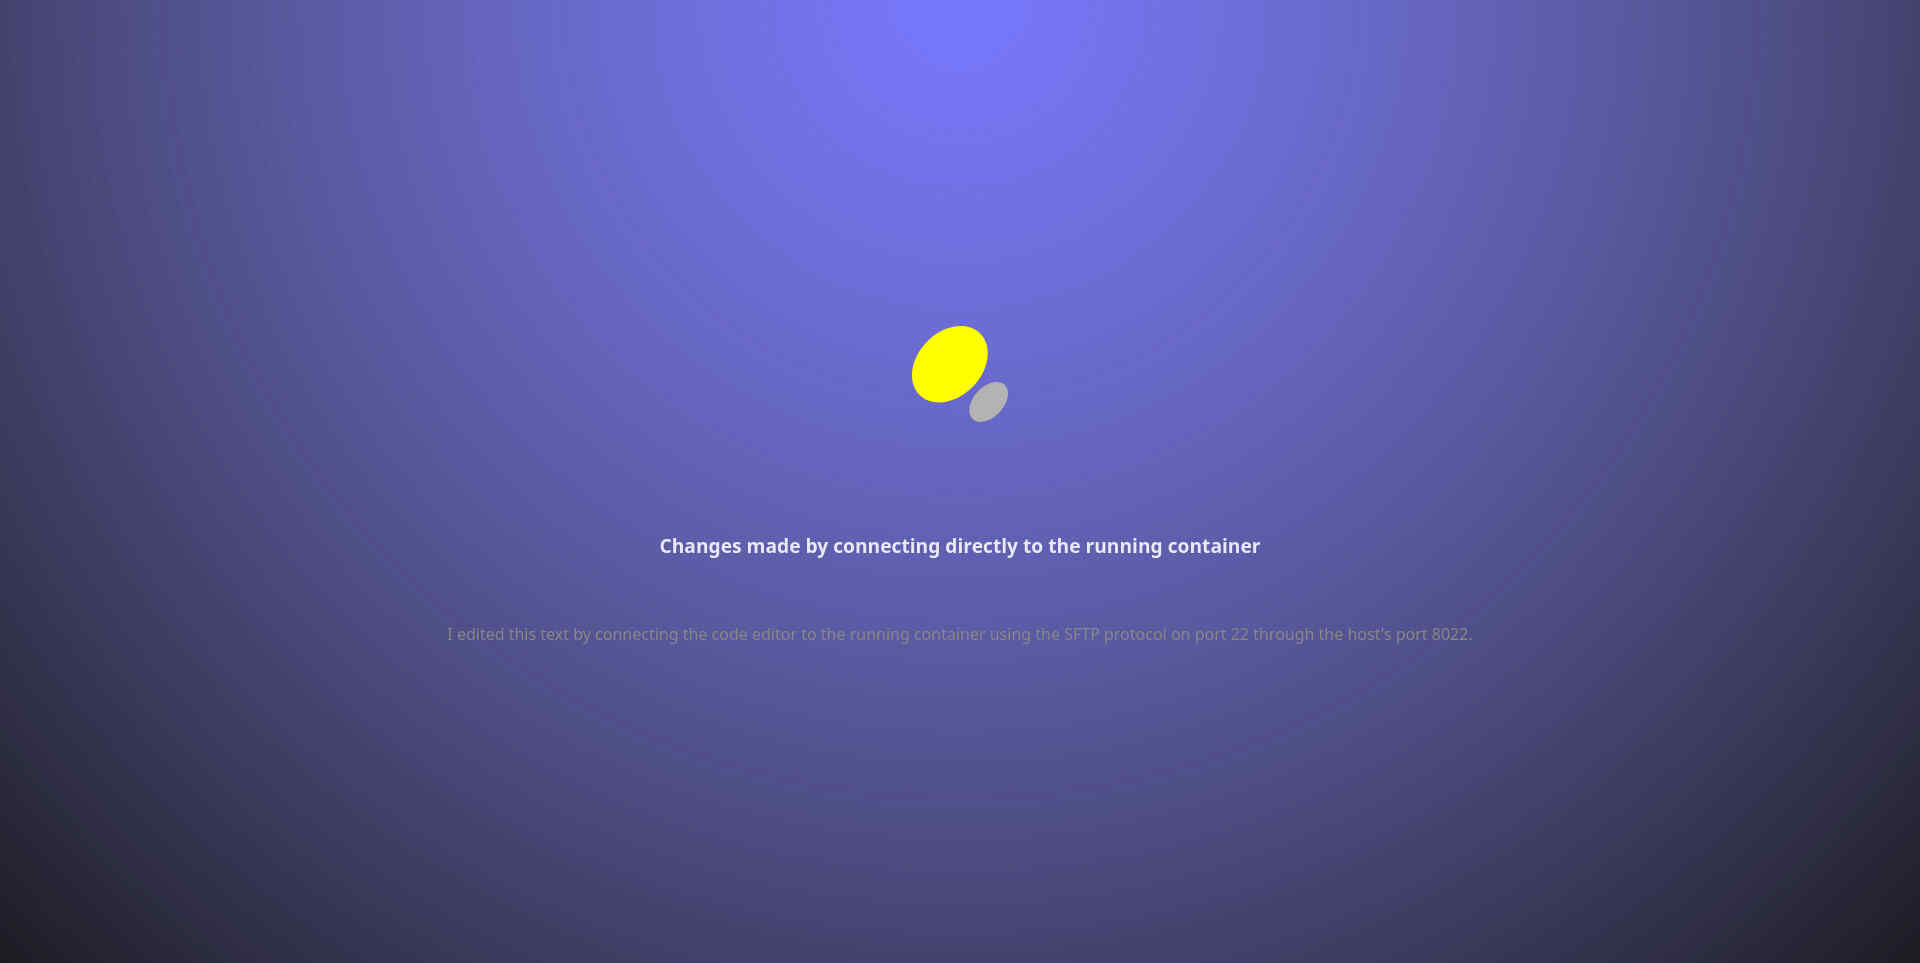 Changes made by connecting directly to the running container
I edited this text by connecting the code editor to the running container using the SFTP protocol on port 22 through the host's port 8022.